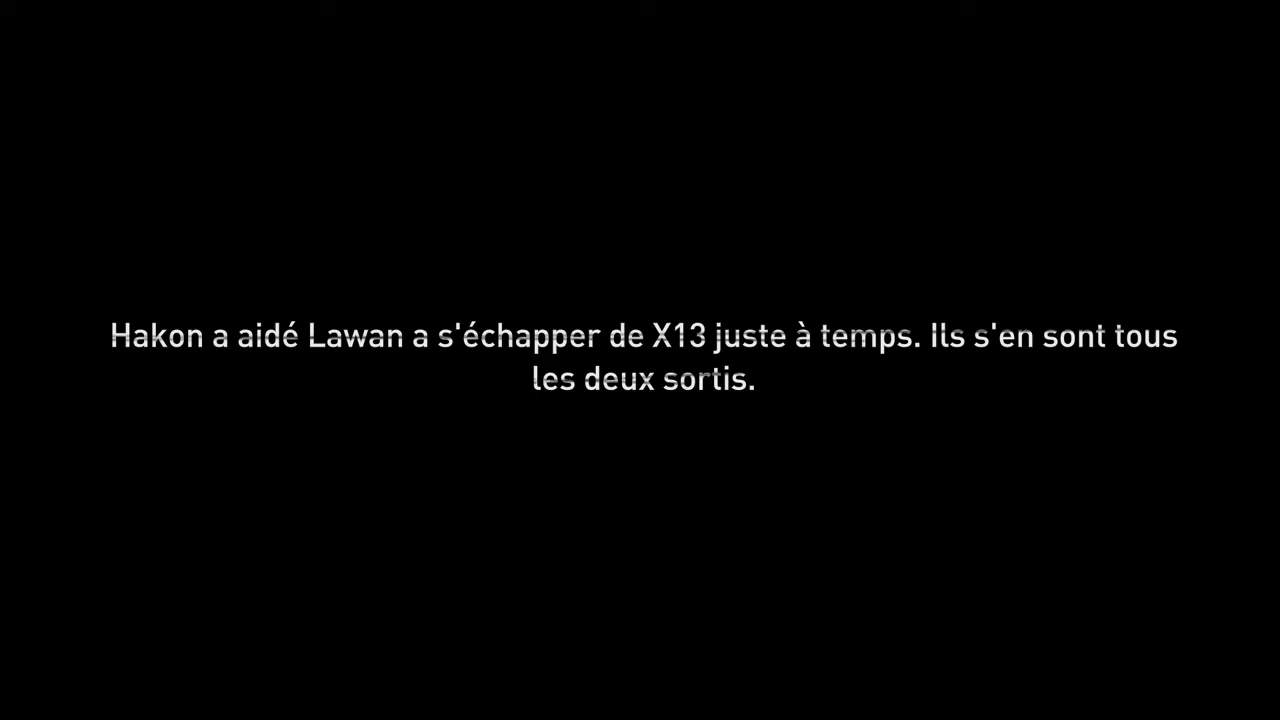 Hakon a aidé Lawan a s'échapper de X13 juste à temps. Ils s'en sont tous
les deux sortis.